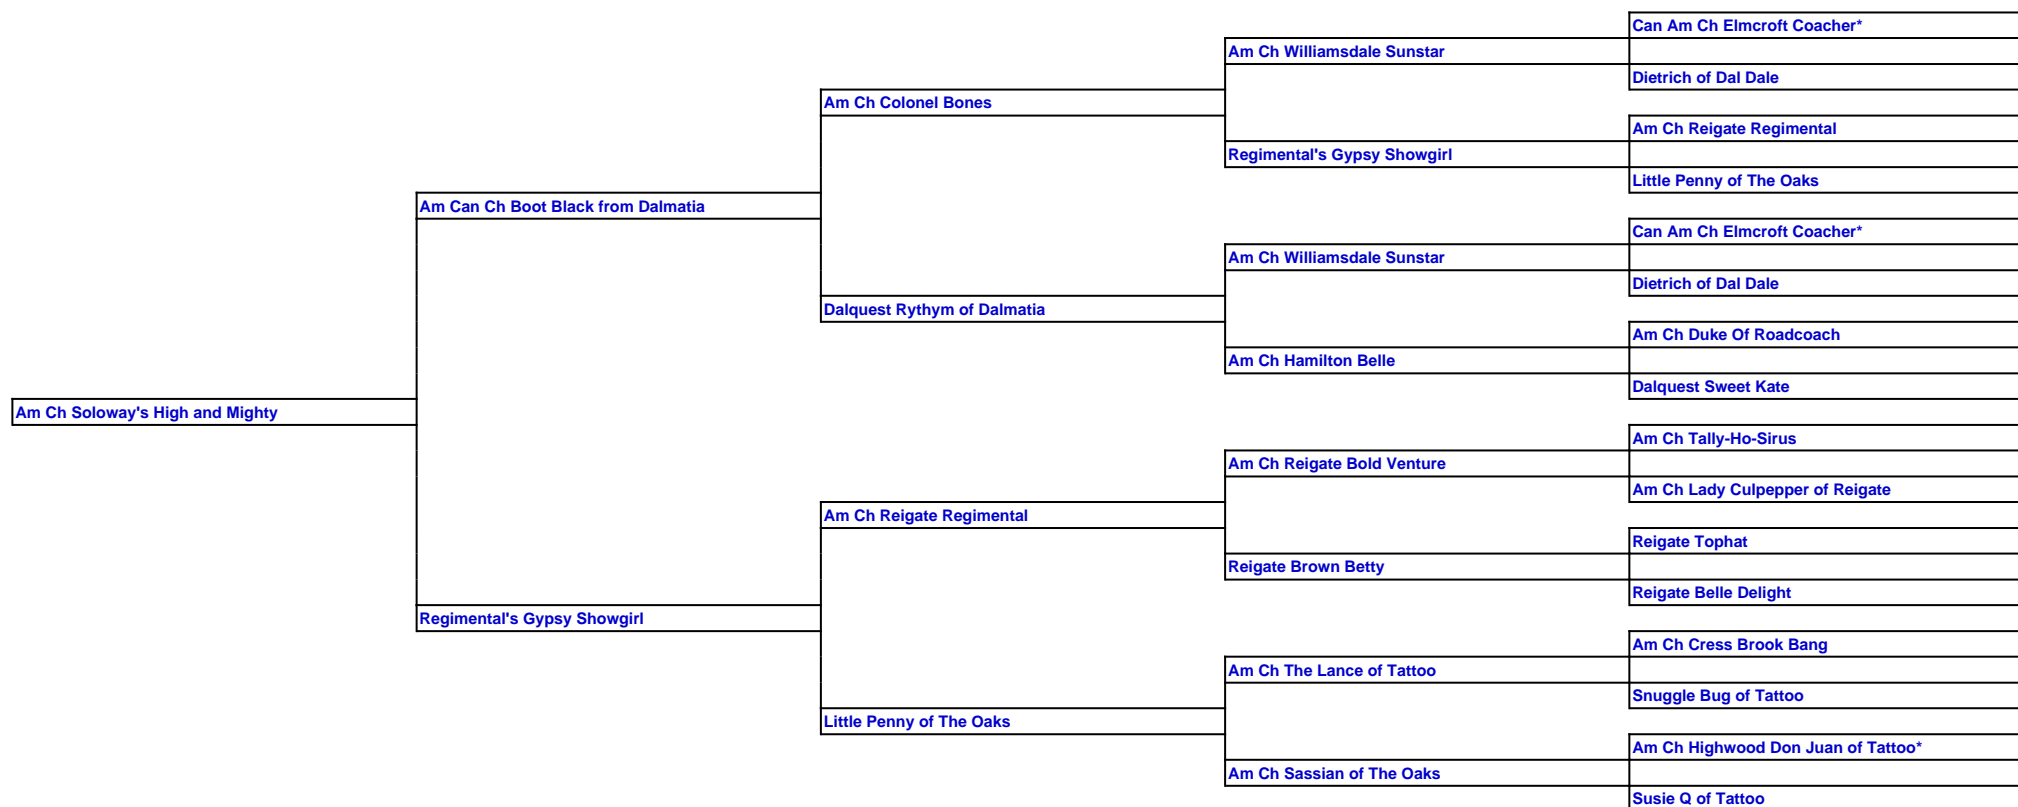 Can Am Ch Elmcroft Coacher*
Am Ch Williamsdale Sunstar
Dietrich of Dal Dale
Am Ch Colonel Bones
Am Ch Reigate Regimental
Regimental's Gypsy Showgirl
Little Penny of The Oaks
Am Can Ch Boot Black from Dalmatia
Can Am Ch Elmcroft Coacher*
Am Ch Williamsdale Sunstar
Dietrich of Dal Dale
Dalquest Rythym of Dalmatia
Am Ch Duke Of Roadcoach
Am Ch Hamilton Belle
Dalquest Sweet Kate
Am Ch Soloway's High and Mighty
Am Ch Tally-Ho-Sirus
Am Ch Reigate Bold Venture
Am Ch Lady Culpepper of Reigate
Am Ch Reigate Regimental
Reigate Tophat
Reigate Brown Betty
Reigate Belle Delight
Regimental's Gypsy Showgirl
Am Ch Cress Brook Bang
Am Ch The Lance of Tattoo
Snuggle Bug of Tattoo
Little Penny of The Oaks
Am Ch Highwood Don Juan of Tattoo*
Am Ch Sassian of The Oaks
Susie Q of Tattoo